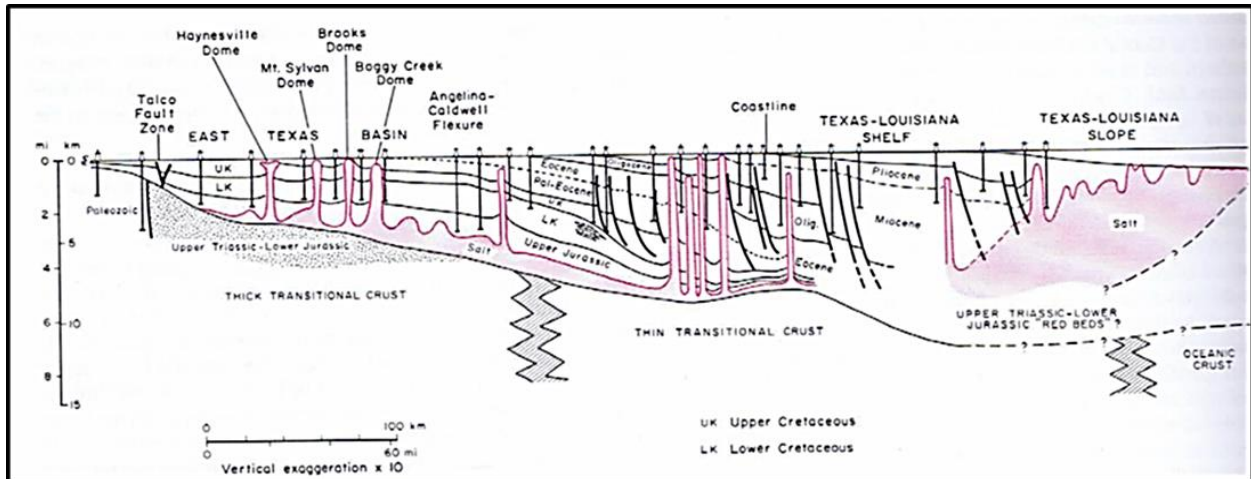 Haynesville
Dome
Brooks
Dome
Mt. Sylvan
Dome
Boggy Creek
Dome
Talco
Fault
Zone
Angelina-
Caldwell
Flexure
Coastline
TEXAS-LOUISIANA
SHELF
TEXAS-LOUISIANA
SLOPE
EAST TEXAS BASIN
mi km
0 0
2
5
4
6 10
8
15
UK
LK
Paleozoic
Upper Triassic-Lower Jurassic
Salt
Upper Jurassic
Eocene
Pal-Eocene
UK
LK
Olig.
Eocene
Miocene
Pliocene
Salt
THICK TRANSITIONAL CRUST
THIN TRANSITIONAL CRUST
UPPER TRIASSIC-LOWER
JURASSIC "RED BEDS" ?
?
?
?
?
?
OCEANIC
CRUST
0 100 km
0 60 mi
Vertical exaggeration x 10
UK Upper Cretaceous
LK Lower Cretaceous